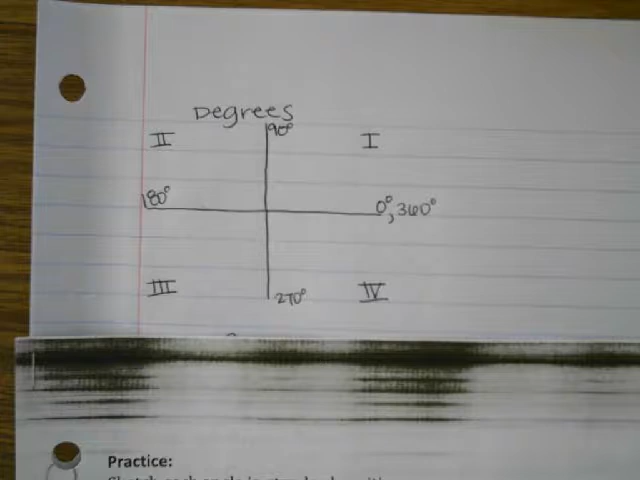 Degrees
90°
II I
180° 0°, 360°
III IV
270°
Practice: